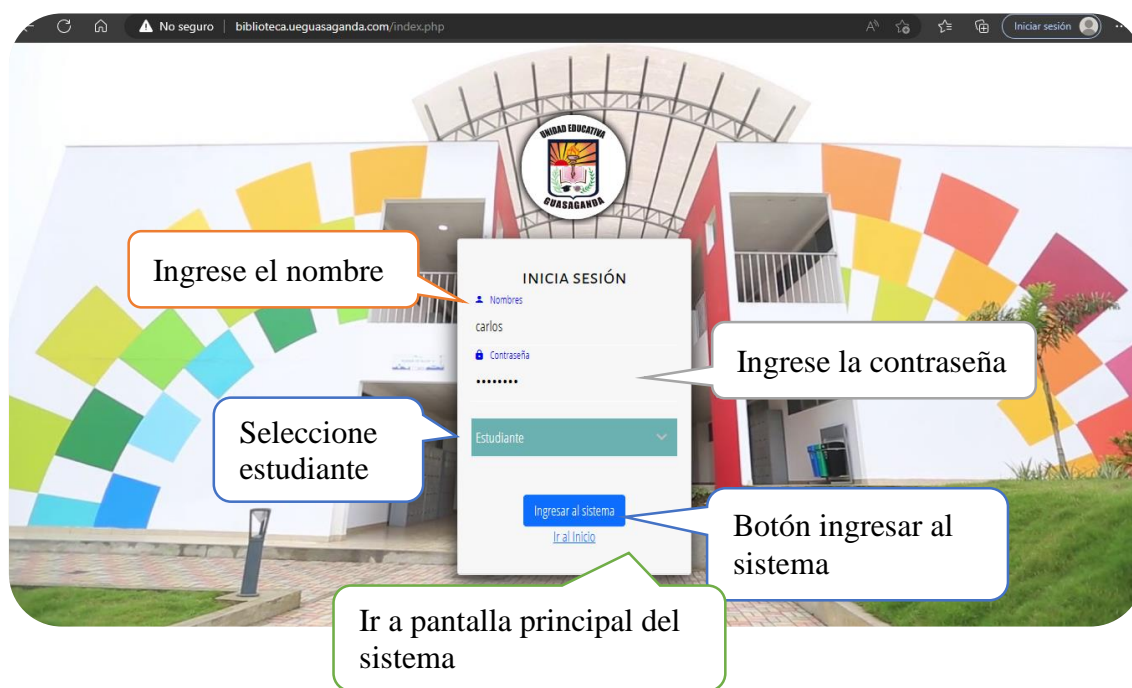 No seguro
biblioteca.ueguasaganda.com/index.php
Iniciar sesión
UNIDAD EDUCATIVA
GUASAGANDA
Ingrese el nombre
INICIA SESIÓN
Nombres
carlos
Contraseña
••••••••
Ingrese la contraseña
Seleccione
estudiante
Estudiante
Ingresar al sistema
Botón ingresar al
sistema
Ir al Inicio
Ir a pantalla principal del
sistema